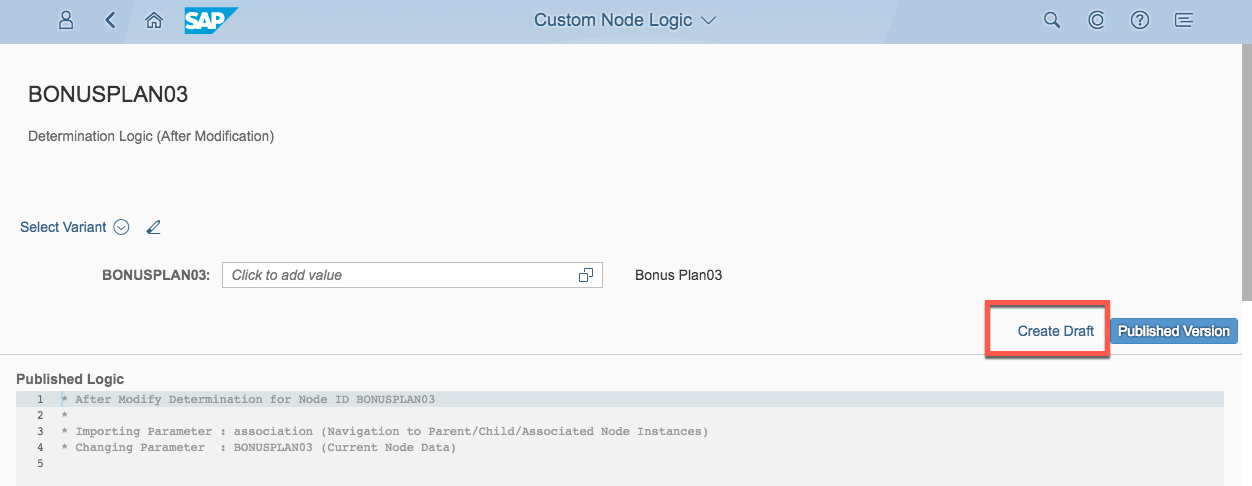 SAP
Custom Node Logic
BONUSPLAN03
Determination Logic (After Modification)
Select Variant
BONUSPLAN03: Click to add value Bonus Plan03
Create Draft Published Version
Published Logic
1 * After Modify Determination for Node ID BONUSPLAN03
2 *
3 * Importing Parameter : association (Navigation to Parent/Child/Associated Node Instances)
4 * Changing Parameter  : BONUSPLAN03 (Current Node Data)
5